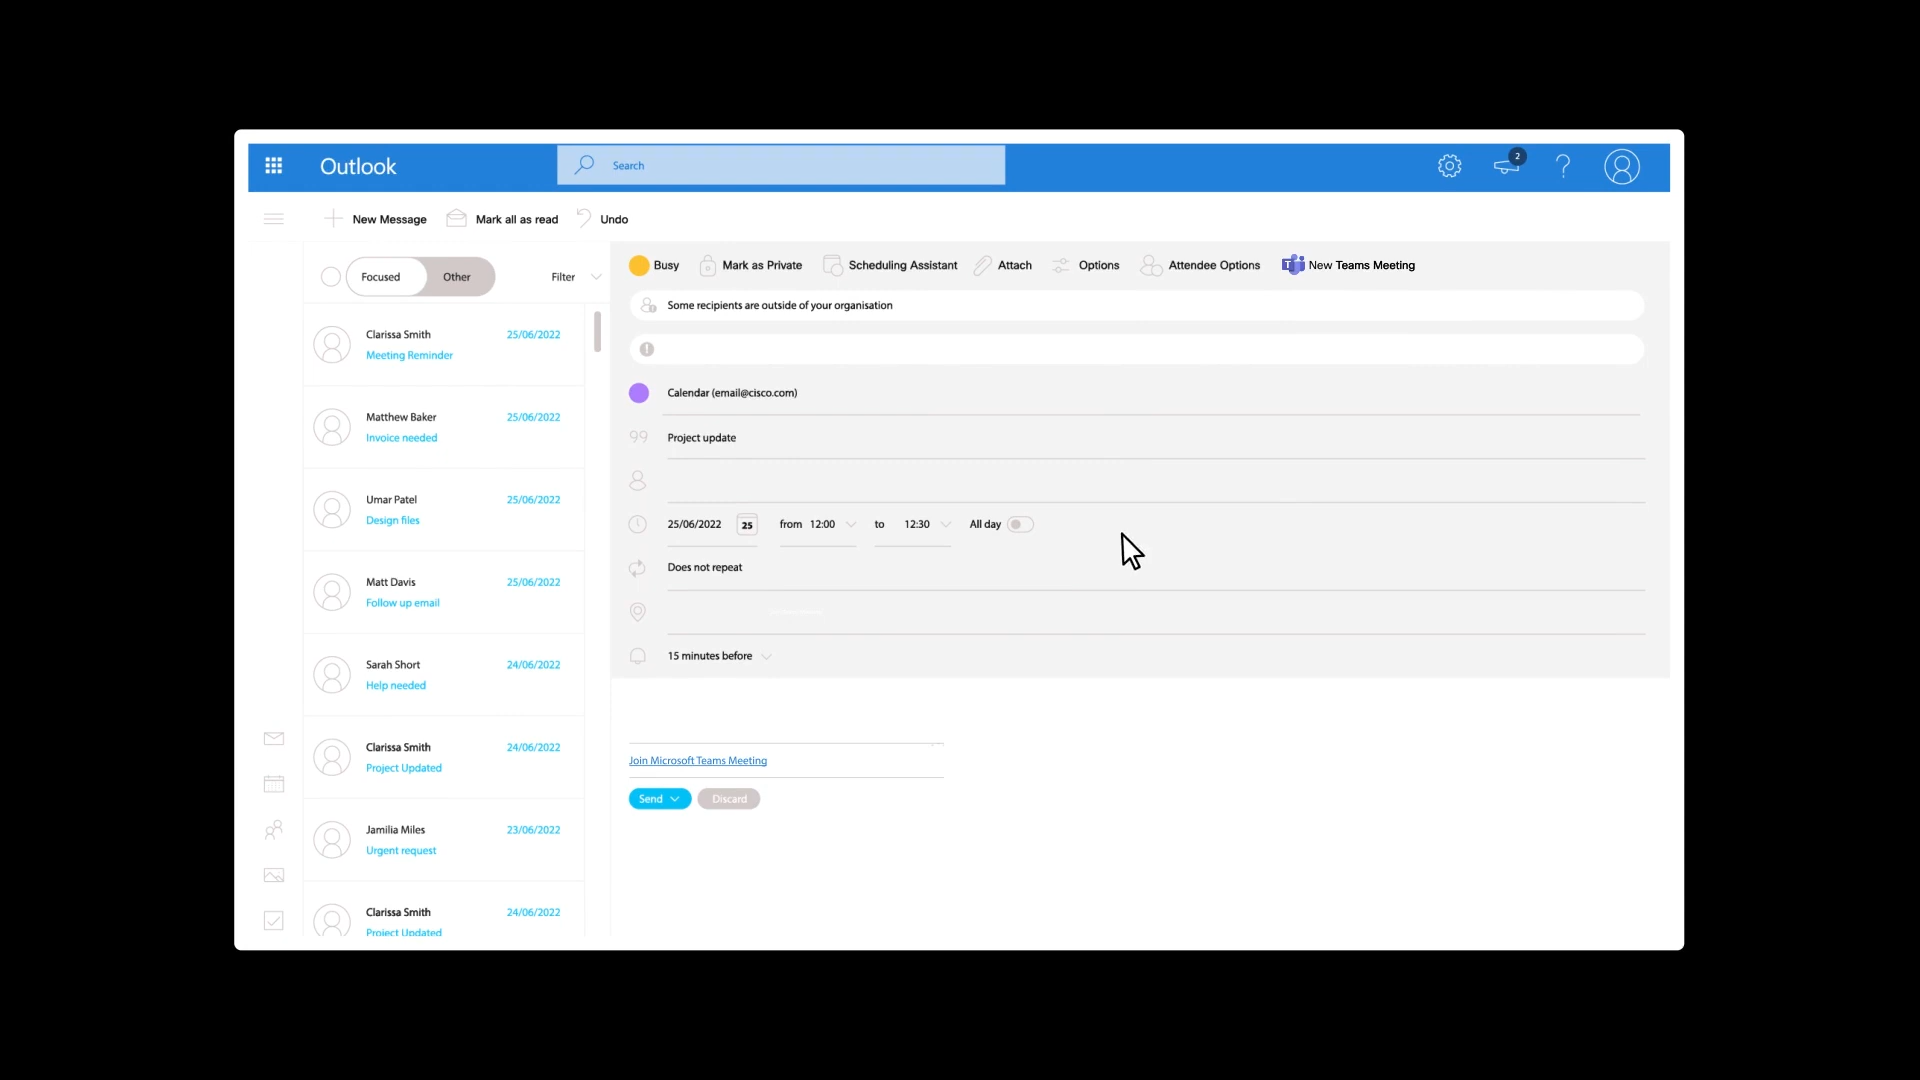 Outlook
Search
2
New Message Mark all as read Undo
Focused Other Filter
Clarissa Smith 25/06/2022
Meeting Reminder
Matthew Baker 25/06/2022
Invoice needed
Umar Patel 25/06/2022
Design files
Matt Davis 25/06/2022
Follow up email
Sarah Short 24/06/2022
Help needed
Clarissa Smith 24/06/2022
Project Updated
Jamilia Miles 23/06/2022
Urgent request
Clarissa Smith 24/06/2022
Project Updated
Busy Mark as Private Scheduling Assistant Attach Options Attendee Options New Teams Meeting
Some recipients are outside of your organisation
Calendar (email@cisco.com)
Project update
25/06/2022 25 from 12:00 to 12:30 All day
Does not repeat
15 minutes before
Join Microsoft Teams Meeting
Send Discard